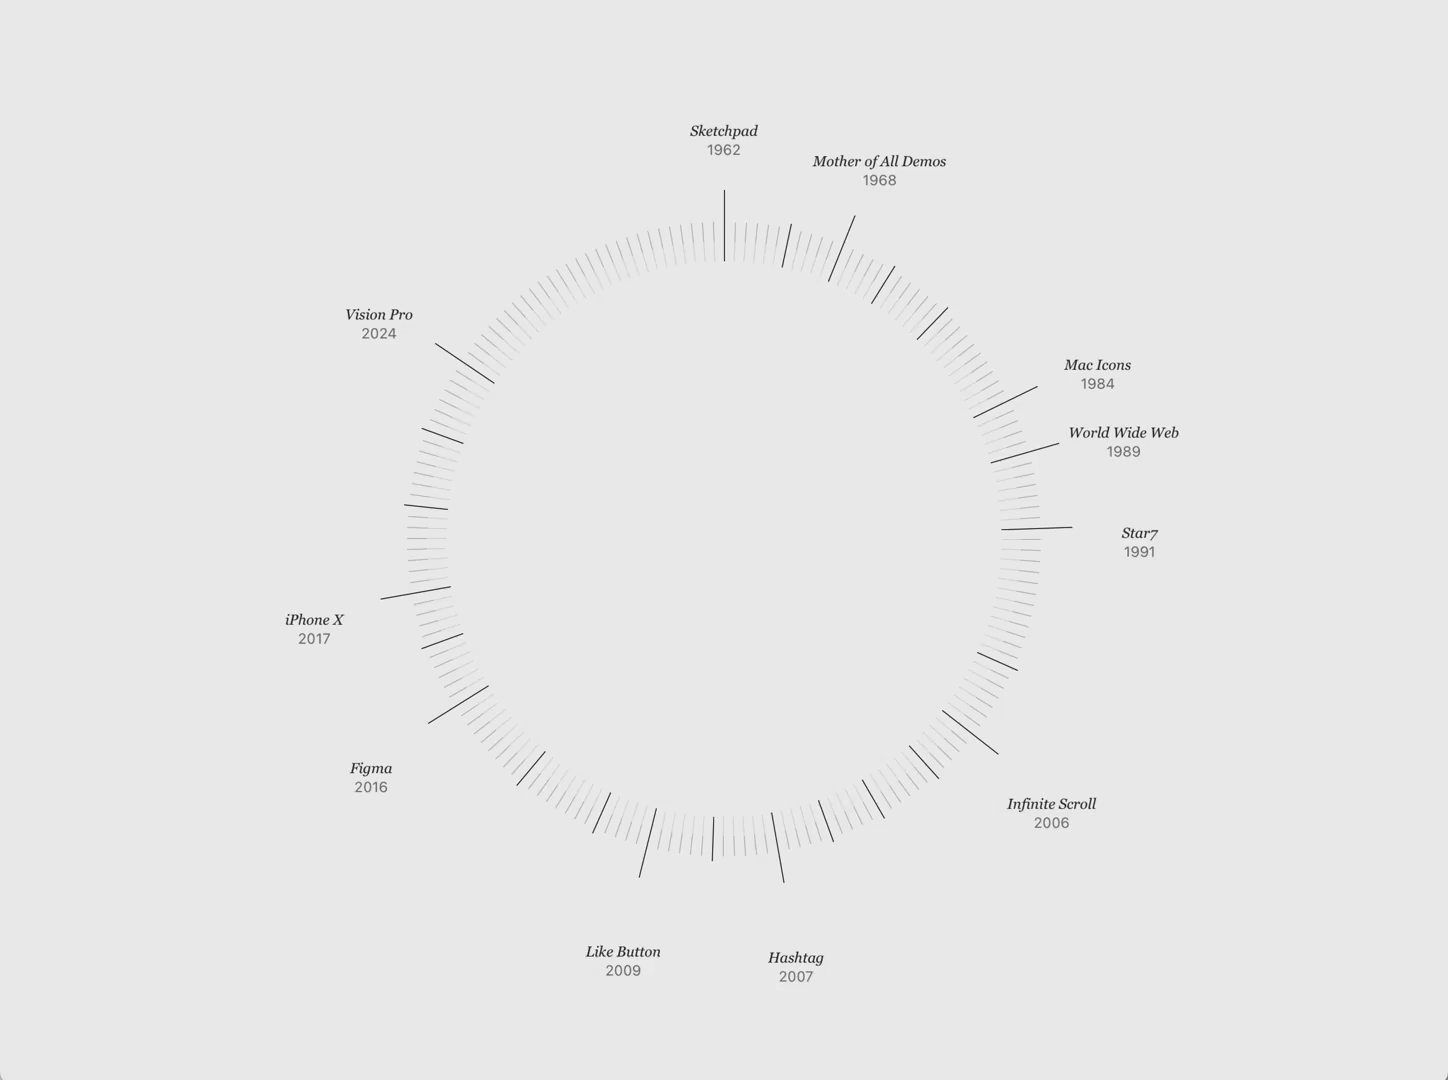 Sketchpad
1962
Mother of All Demos
1968
Mac Icons
1984
World Wide Web
1989
Star7
1991
Infinite Scroll
2006
Hashtag
2007
Like Button
2009
Figma
2016
iPhone X
2017
Vision Pro
2024